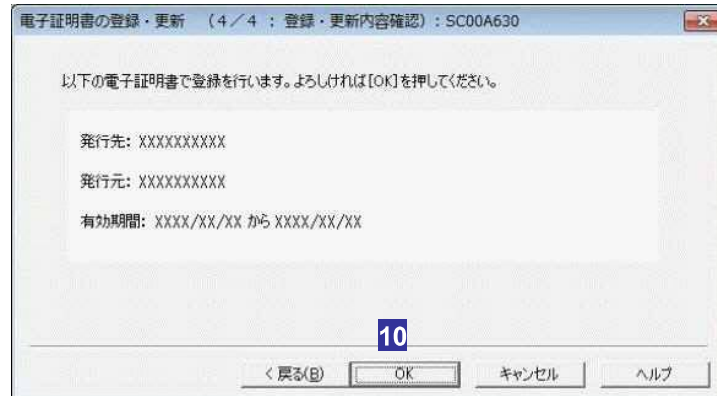 電子証明書の登録・更新 (4/4 : 登録・更新内容確認) : SC00A630
以下の電子証明書で登録を行います。よろしければ[OK]を押してください。
発行先: XXXXXXXXXX
発行元: XXXXXXXXXX
有効期間: XXXX/XX/XX から XXXX/XX/XX
10
< 戻る(B) OK キャンセル ヘルプ